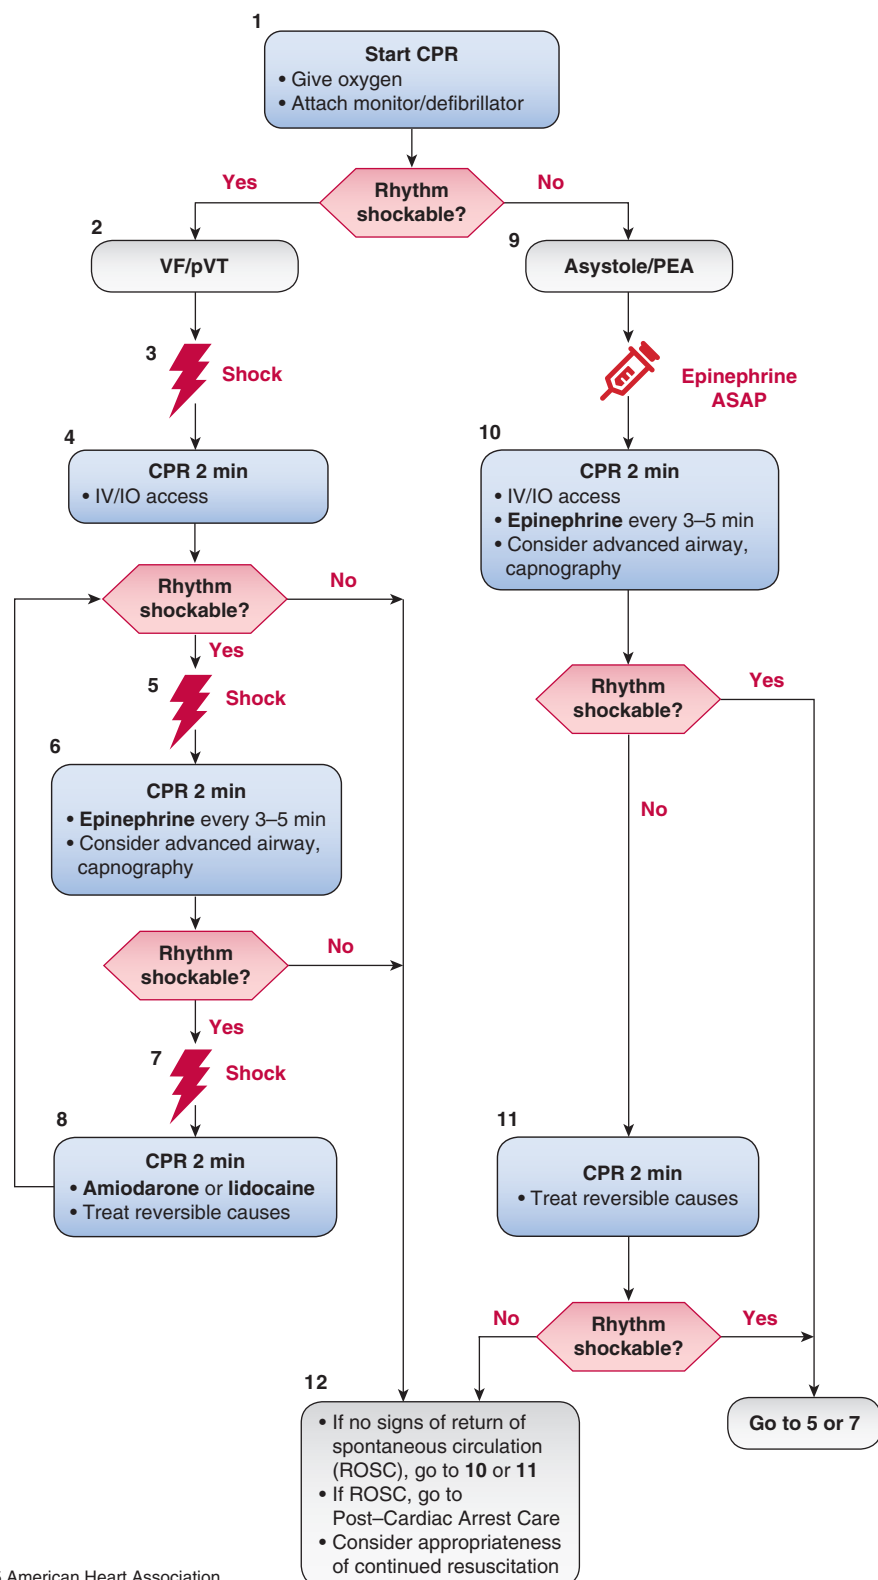 1
Start CPR
• Give oxygen
• Attach monitor/defibrillator
Rhythm
shockable?
Yes
No
2
VF/pVT
9
Asystole/PEA
3
Shock
Epinephrine
ASAP
4
CPR 2 min
• IV/IO access
10
CPR 2 min
• IV/IO access
• Epinephrine every 3–5 min
• Consider advanced airway,
capnography
Rhythm
shockable?
No
Yes
5
Shock
Rhythm
shockable?
Yes
No
6
CPR 2 min
• Epinephrine every 3–5 min
• Consider advanced airway,
capnography
Rhythm
shockable?
No
Yes
7
Shock
8
CPR 2 min
• Amiodarone or lidocaine
• Treat reversible causes
11
CPR 2 min
• Treat reversible causes
Rhythm
shockable?
No
Yes
12
• If no signs of return of
spontaneous circulation
(ROSC), go to 10 or 11
• If ROSC, go to
Post–Cardiac Arrest Care
• Consider appropriateness
of continued resuscitation
Go to 5 or 7
American Heart Association